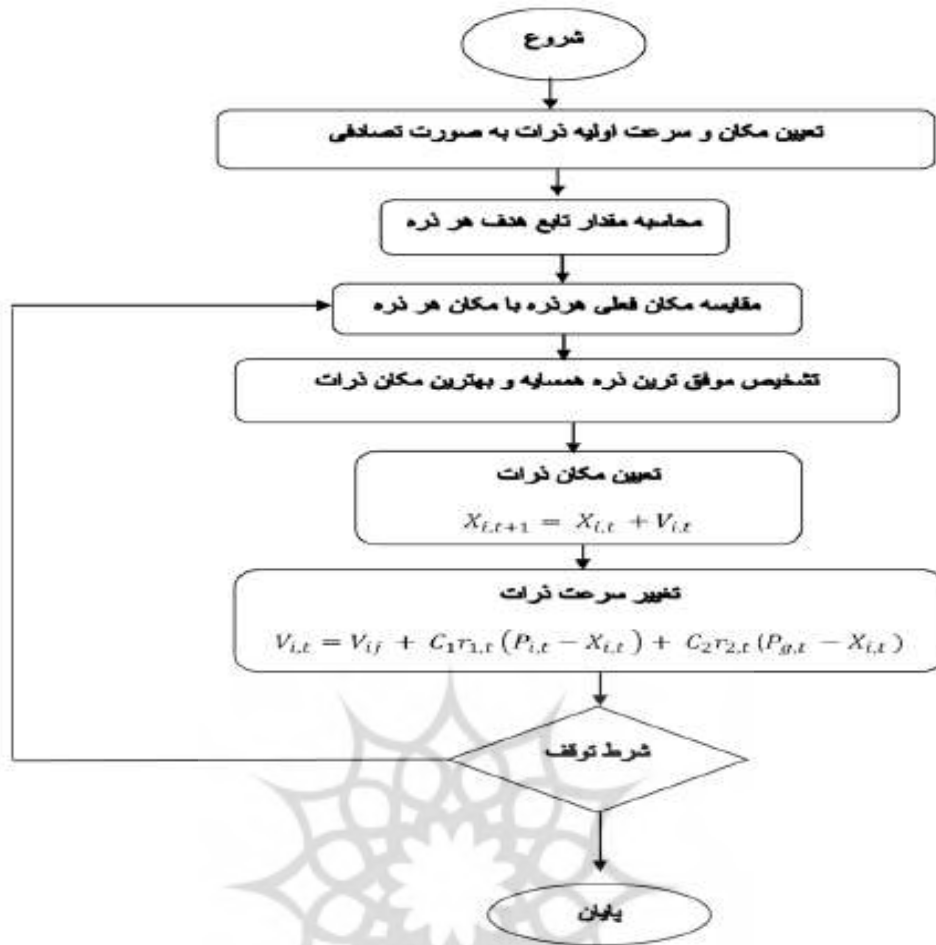 شروع
تعیین مکان و سرعت اولیه ذرات به صورت تصادفی
محاسبه مقدار تابع هدف هر ذره
مقایسه مکان فعلی هرذره با مکان هر ذره
تشخیص موفق ترین ذره همسایه و بهترین مکان ذرات
تعیین مکان ذرات
X_{i,t+1} = X_{i,t} + V_{i,t}
تغییر سرعت ذرات
V_{i,t} = V_{ij} + C_1 r_{1,t} (P_{i,t} − X_{i,t}) + C_2 r_{2,t} (P_{g,t} − X_{i,t})
شرط توقف
پایان